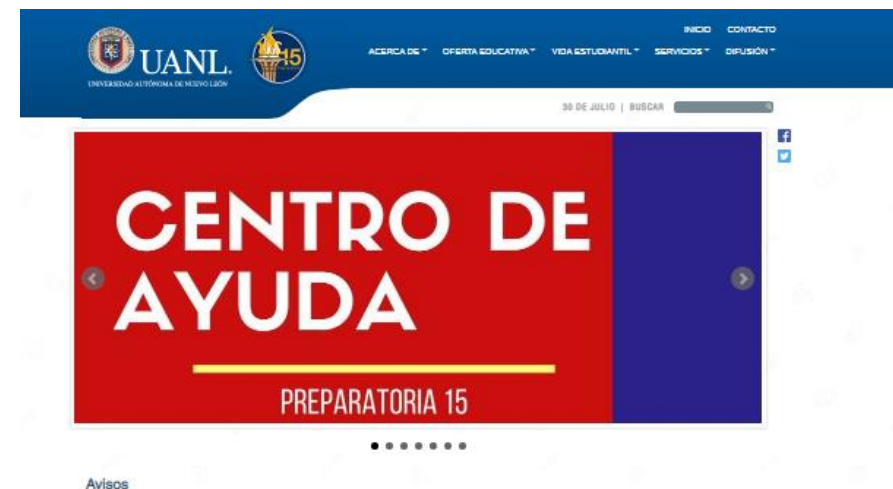 INICIO CONTACTO
UANL.
UNIVERSIDAD AUTÓNOMA DE NUEVO LEÓN
15
ACERCA DE OFERTA EDUCATIVA VIDA ESTUDIANTIL SERVICIOS DIFUSIÓN
30 DE JULIO | BUSCAR
CENTRO DE
AYUDA
PREPARATORIA 15
Avisos